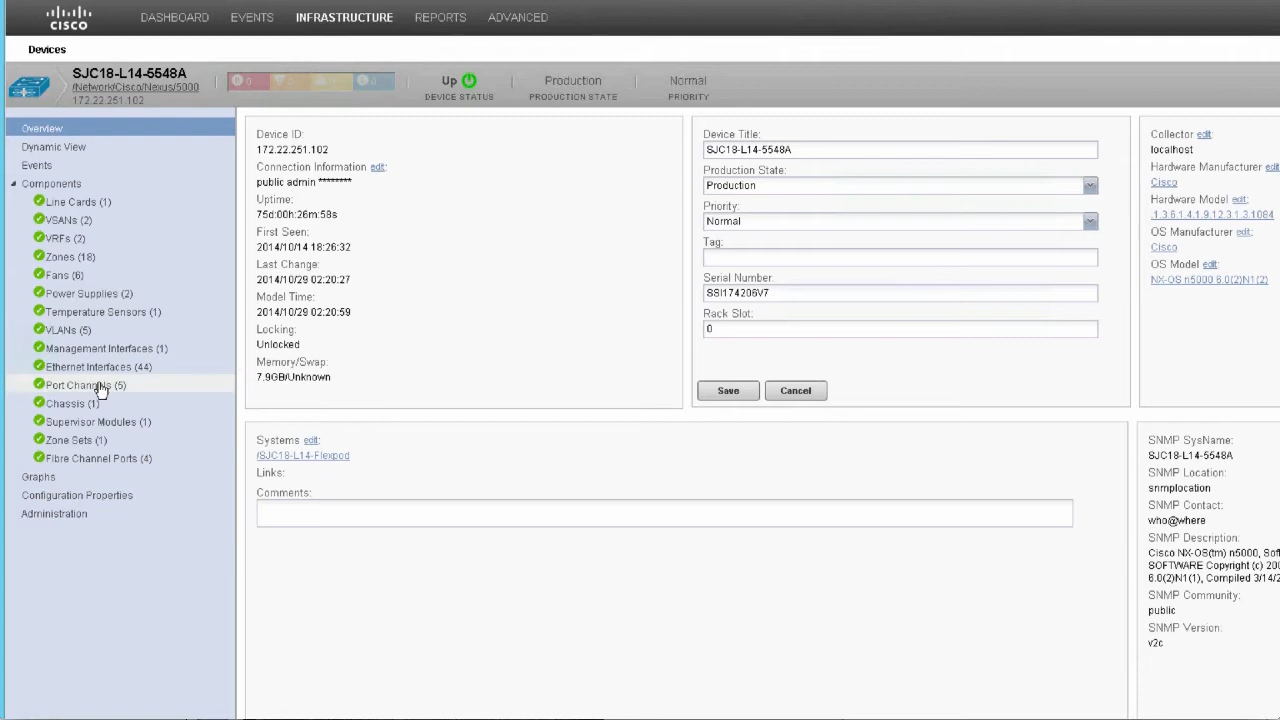 CISCO
DASHBOARD EVENTS INFRASTRUCTURE REPORTS ADVANCED
Devices
SJC18-L14-5548A
/Network/Cisco/Nexus/5000
172.22.251.102
0
Up
DEVICE STATUS
Production
PRODUCTION STATE
Normal
PRIORITY
Overview
Dynamic View
Events
Components
Line Cards (1)
VSANs (2)
VRFs (2)
Zones (18)
Fans (6)
Power Supplies (2)
Temperature Sensors (1)
VLANs (5)
Management Interfaces (1)
Ethernet Interfaces (44)
Port Channels (5)
Chassis (1)
Supervisor Modules (1)
Zone Sets (1)
Fibre Channel Ports (4)
Graphs
Configuration Properties
Administration
Device ID:
172.22.251.102
Connection Information edit:
public admin ********
Uptime:
75d:00h:26m:58s
First Seen:
2014/10/14 18:26:32
Last Change:
2014/10/29 02:20:27
Model Time:
2014/10/29 02:20:59
Locking:
Unlocked
Memory/Swap:
7.9GB/Unknown
Device Title:
SJC18-L14-5548A
Production State:
Production
Priority:
Normal
Tag:
Serial Number:
SSI174206V7
Rack Slot:
0
Save Cancel
Collector edit:
localhost
Hardware Manufacturer edit:
Cisco
Hardware Model edit:
.1.3.6.1.4.1.9.12.3.1.3.1084
OS Manufacturer edit:
Cisco
OS Model edit:
NX-OS n5000 6.0(2)N1(2)
Systems edit:
/SJC18-L14-Flexpod
Links:
Comments:
SNMP SysName:
SJC18-L14-5548A
SNMP Location:
snmplocation
SNMP Contact:
who@where
SNMP Description:
Cisco NX-OS(tm) n5000, Sof
SOFTWARE Copyright (c) 200
6.0(2)N1(1), Compiled 3/14/2
SNMP Community:
public
SNMP Version:
v2c